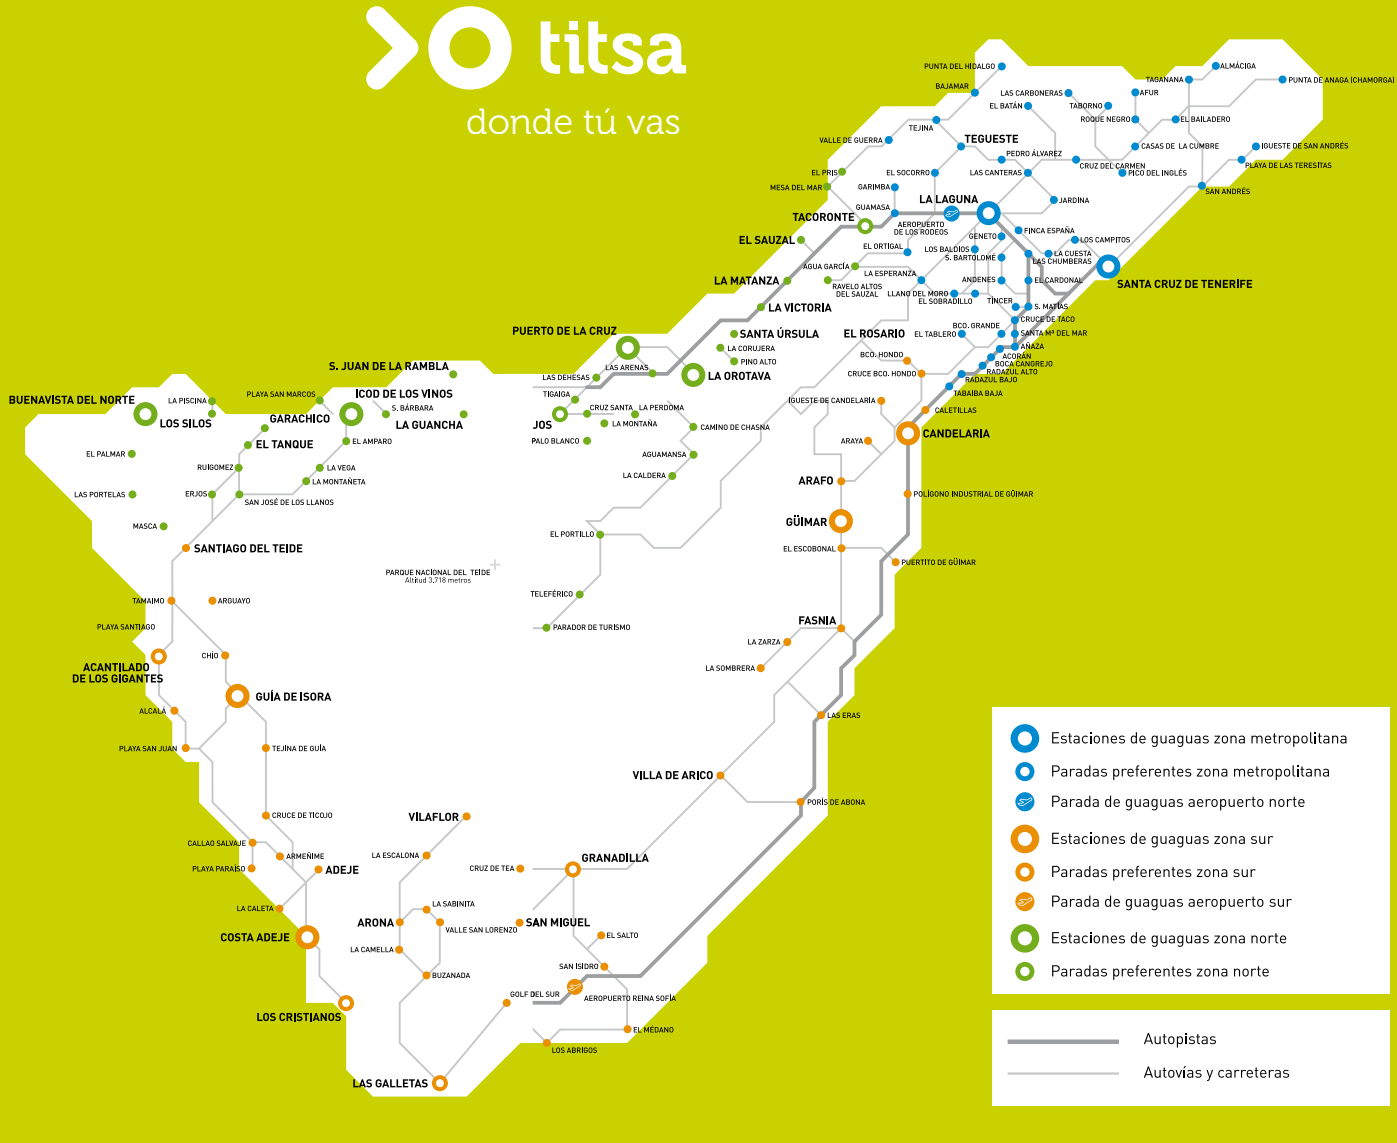 titsa
donde tú vas
PUNTA DEL HIDALGO
BAJAMAR
ALMÁCIGA
TAGANANA
PUNTA DE ANAGA (CHAMORGA)
LAS CARBONERAS
AFUR
EL BATÁN
TABORNO
ROQUE NEGRO
EL BAILADERO
TEJINA
VALLE DE GUERRA
TEGUESTE
PEDRO ÁLVAREZ
CASAS DE LA CUMBRE
IGUESTE DE SAN ANDRÉS
CRUZ DEL CARMEN
PLAYA DE LAS TERESITAS
EL PRIS
EL SOCORRO
LAS CANTERAS
PICO DEL INGLÉS
MESA DEL MAR
GARIMBA
SAN ANDRÉS
LA LAGUNA
JARDINA
GUAMASA
TACORONTE
AEROPUERTO
DE LOS RODEOS
FINCA ESPAÑA
GENETO
LOS CAMPITOS
EL SAUZAL
EL ORTIGAL
LOS BALDÍOS
LA CUESTA
S. BARTOLOMÉ
LAS CHUMBERAS
AGUA GARCÍA
LA ESPERANZA
LA MATANZA
RAVELO ALTOS
DEL SAUZAL
ANDENES
EL CARDONAL
SANTA CRUZ DE TENERIFE
LLANO DEL MORO
EL SOBRADILLO
TÍNCER
S. MATÍAS
LA VICTORIA
CRUCE DE TACO
BCO. GRANDE
PUERTO DE LA CRUZ
SANTA ÚRSULA
EL ROSARIO
EL TABLERO
SANTA Mª DEL MAR
LA CORUJERA
AÑAZA
ACORÁN
BCO. HONDO
PINO ALTO
BOCA CANGREJO
RADAZUL ALTO
S. JUAN DE LA RAMBLA
LAS ARENAS
CRUCE BCO. HONDO
LAS DEHESAS
LA OROTAVA
RADAZUL BAJO
TABAIBA BAJA
PLAYA SAN MARCOS
ICOD DE LOS VINOS
TIGAIGA
BUENAVISTA DEL NORTE
LA PISCINA
IGUESTE DE CANDELARIA
S. BÁRBARA
CRUZ SANTA
LA PERDOMA
CALETILLAS
LOS SILOS
GARACHICO
LA GUANCHA
JOS
LA MONTAÑA
CAMINO DE CHASNA
CANDELARIA
EL TANQUE
EL AMPARO
PALO BLANCO
ARAYA
EL PALMAR
AGUAMANSA
RUIGOMEZ
LA VEGA
LA CALDERA
LA MONTAÑETA
ARAFO
LAS PORTELAS
ERJOS
SAN JOSÉ DE LOS LLANOS
POLÍGONO INDUSTRIAL DE GÜIMAR
MASCA
GÜIMAR
EL PORTILLO
SANTIAGO DEL TEIDE
EL ESCOBONAL
PUERTITO DE GÜIMAR
PARQUE NACIONAL DEL TEIDE
Altitud 3,718 metros
TELEFÉRICO
TAMAIMO
ARGUAYO
PLAYA SANTIAGO
PARADOR DE TURISMO
FASNIA
LA ZARZA
CHÍO
ACANTILADO
DE LOS GIGANTES
LA SOMBRERA
GUÍA DE ISORA
ALCALÁ
LAS ERAS
PLAYA SAN JUAN
TEJINA DE GUÍA
VILLA DE ARICO
PORÍS DE ABONA
CRUCE DE TICOJO
VILAFLOR
CALLAO SALVAJE
ARMEÑIME
LA ESCALONA
GRANADILLA
PLAYA PARAÍSO
ADEJE
CRUZ DE TEA
LA SABINITA
LA CALETA
ARONA
VALLE SAN LORENZO
SAN MIGUEL
COSTA ADEJE
EL SALTO
LA CAMELLA
SAN ISIDRO
BUZANADA
GOLF DEL SUR
AEROPUERTO REINA SOFÍA
LOS CRISTIANOS
EL MÉDANO
LOS ABRIGOS
LAS GALLETAS
Estaciones de guaguas zona metropolitana
Paradas preferentes zona metropolitana
Parada de guaguas aeropuerto norte
Estaciones de guaguas zona sur
Paradas preferentes zona sur
Parada de guaguas aeropuerto sur
Estaciones de guaguas zona norte
Paradas preferentes zona norte
Autopistas
Autovías y carreteras